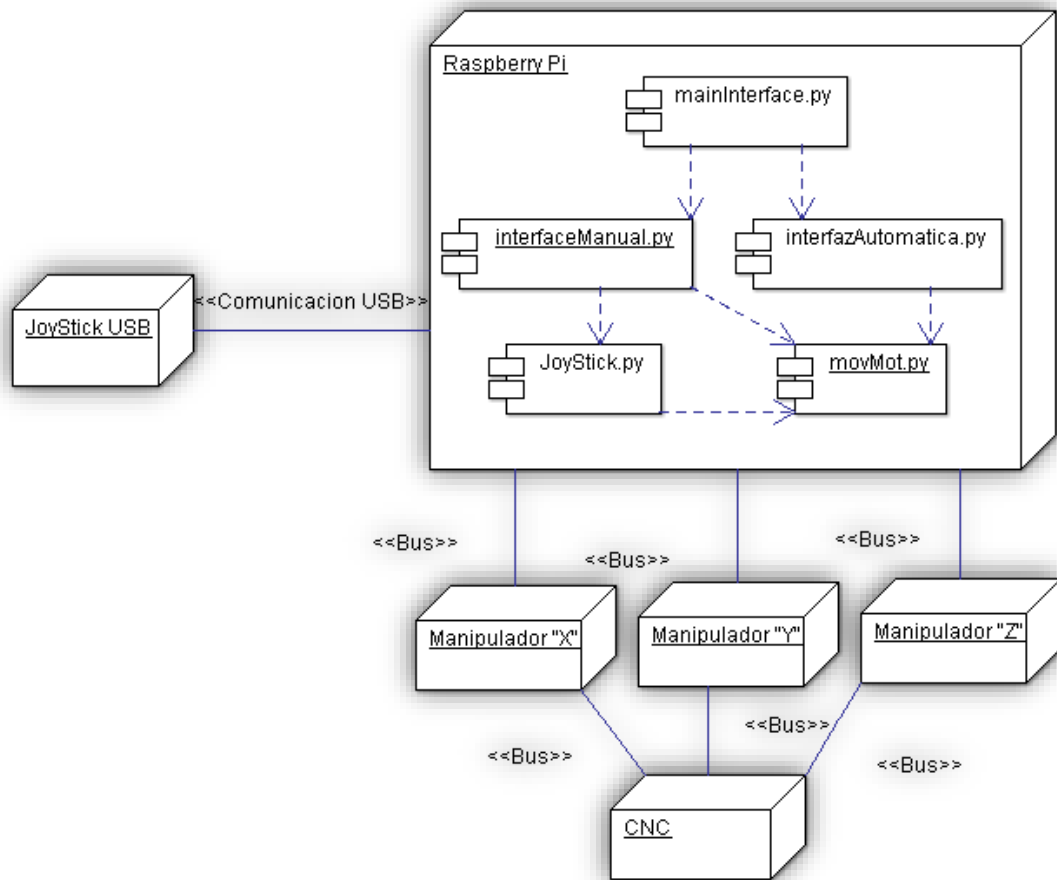 Raspberry Pi
mainInterface.py
interfaceManual.py
interfazAutomatica.py
<<Comunicacion USB>>
JoyStick USB
JoyStick.py
movMot.py
<<Bus>>
<<Bus>>
<<Bus>>
Manipulador "X"
Manipulador "Y"
Manipulador "Z"
<<Bus>>
<<Bus>>
<<Bus>>
CNC